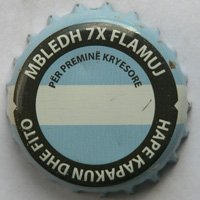 MBLEDH 7X FLAMUJ
PËR PREMINË KRYESORE
HAPE KAPAKUN DHE FITO